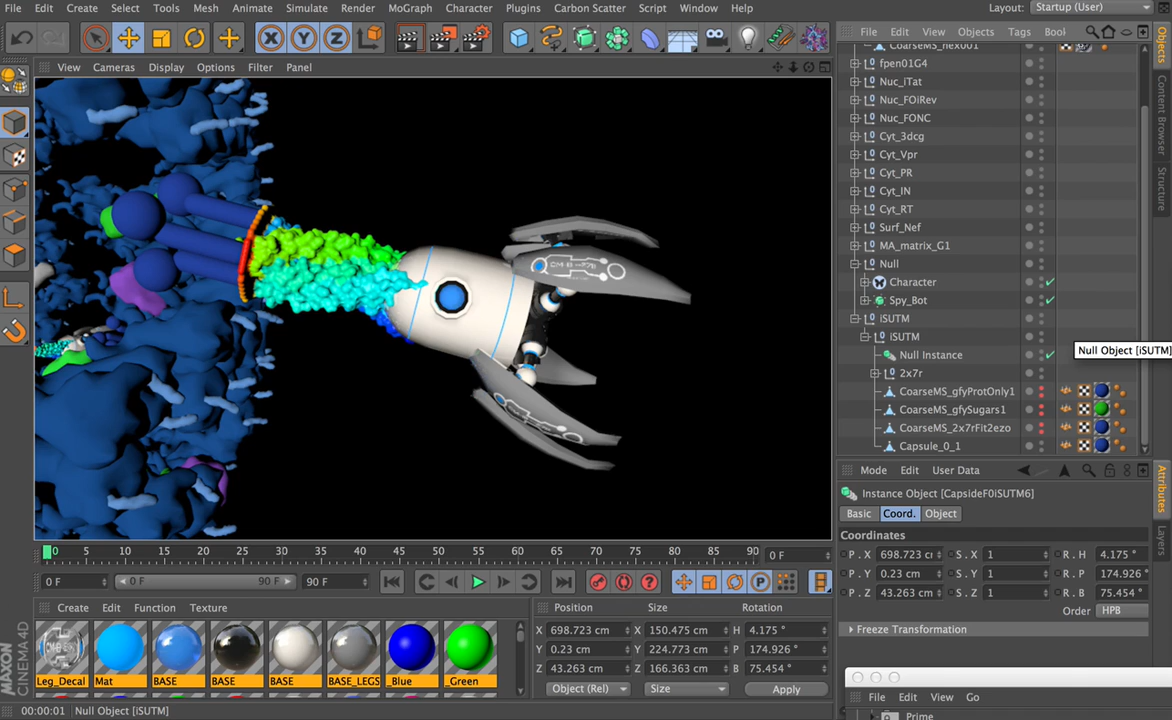 File Edit Create Select Tools Mesh Animate Simulate Render MoGraph Character Plugins Carbon Scatter Script Window Help Layout: Startup (User)
File Edit View Objects Tags Bool
X Y Z
View Cameras Display Options Filter Panel
CoarseMS_hex001
fpen01G4
Nuc_iTat
Nuc_FOiRev
Nuc_FONC
Cyt_3dcg
Cyt_Vpr
Cyt_PR
Cyt_IN
Cyt_RT
Surf_Nef
MA_matrix_G1
Null
Character
Spy_Bot
iSUTM
iSUTM
Null Instance
2x7r
CoarseMS_gfyProtOnly1
CoarseMS_gfySugars1
CoarseMS_2x7rFit2ezo
Capsule_0_1
Null Object [iSUTM]
Objects
Content Browser
Structure
Mode Edit User Data
Instance Object [CapsideF0iSUTM6]
Basic Coord. Object
Coordinates
P . X 698.723 cm S . X 1 R . H 4.175 °
P . Y 0.23 cm S . Y 1 R . P 174.926 °
P . Z 43.263 cm S . Z 1 R . B 75.454 °
Order HPB
Freeze Transformation
Attributes
Layers
0 5 10 15 20 25 30 35 40 45 50 55 60 65 70 75 80 85 90 0 F
0 F 0 F 90 F 90 F
P
Create Edit Function Texture
Leg_Decal Mat BASE BASE BASE BASE_LEGS _Blue _Green
Position Size Rotation
X 698.723 cm X 150.475 cm H 4.175 °
Y 0.23 cm Y 224.773 cm P 174.926 °
Z 43.263 cm Z 166.363 cm B 75.454 °
Object (Rel) Size Apply
MAXON
CINEMA 4D
00:00:01 Null Object [iSUTM]
File Edit View Go
Prime